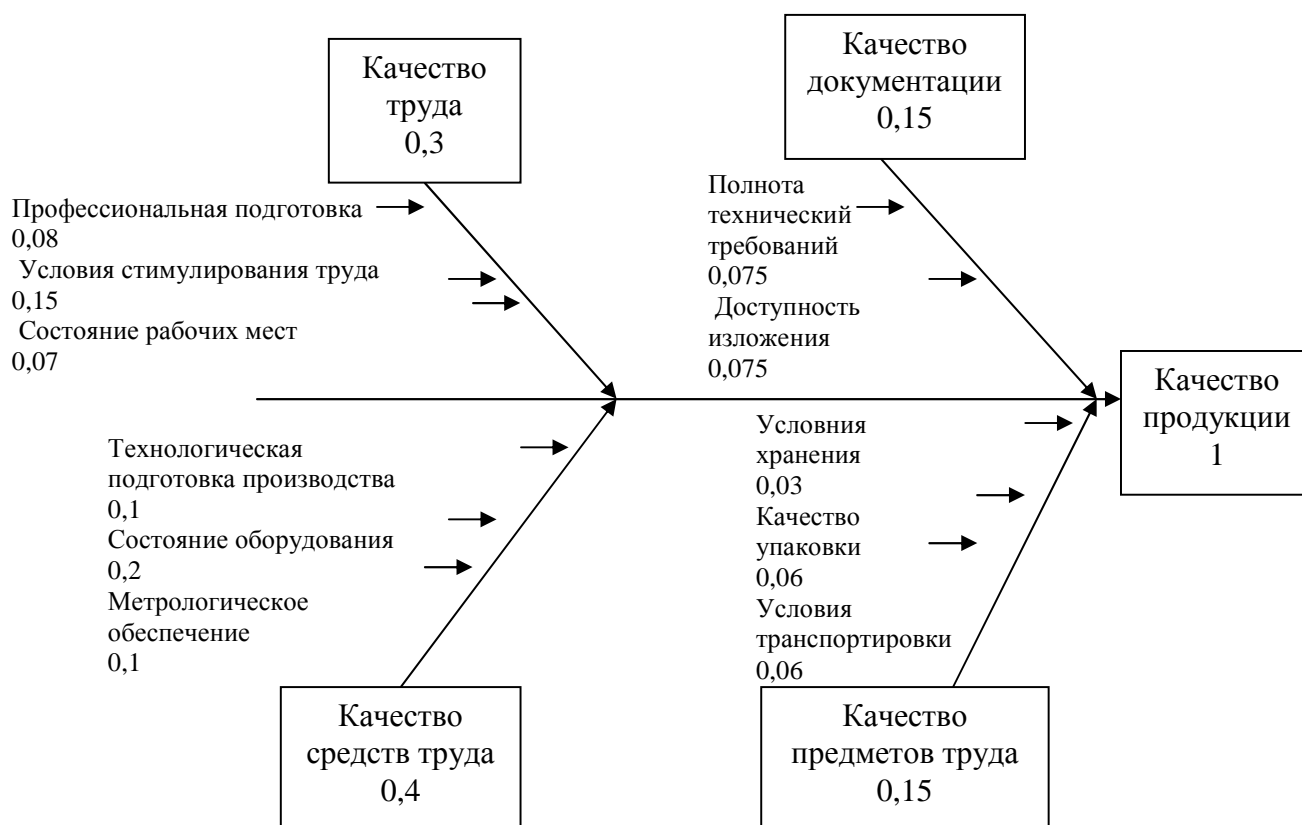 Качество
труда
0,3
Качество
документации
0,15
Профессиональная подготовка
0,08
Условия стимулирования труда
0,15
Состояние рабочих мест
0,07
Полнота
технический
требований
0,075
Доступность
изложения
0,075
Качество
продукции
1
Технологическая
подготовка производства
0,1
Состояние оборудования
0,2
Метрологическое
обеспечение
0,1
Условния
хранения
0,03
Качество
упаковки
0,06
Условия
транспортировки
0,06
Качество
средств труда
0,4
Качество
предметов труда
0,15